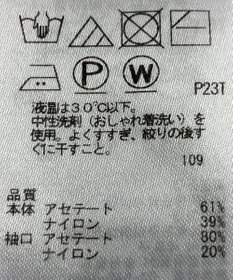 P W
P23T
液温は30℃以下。
中性洗剤（おしゃれ着洗い）を
使用。よくすすぎ、絞りの後す
ぐに干すこと。
109
品質
本体 アセテート 61%
ナイロン 39%
袖口 アセテート 80%
ナイロン 20%